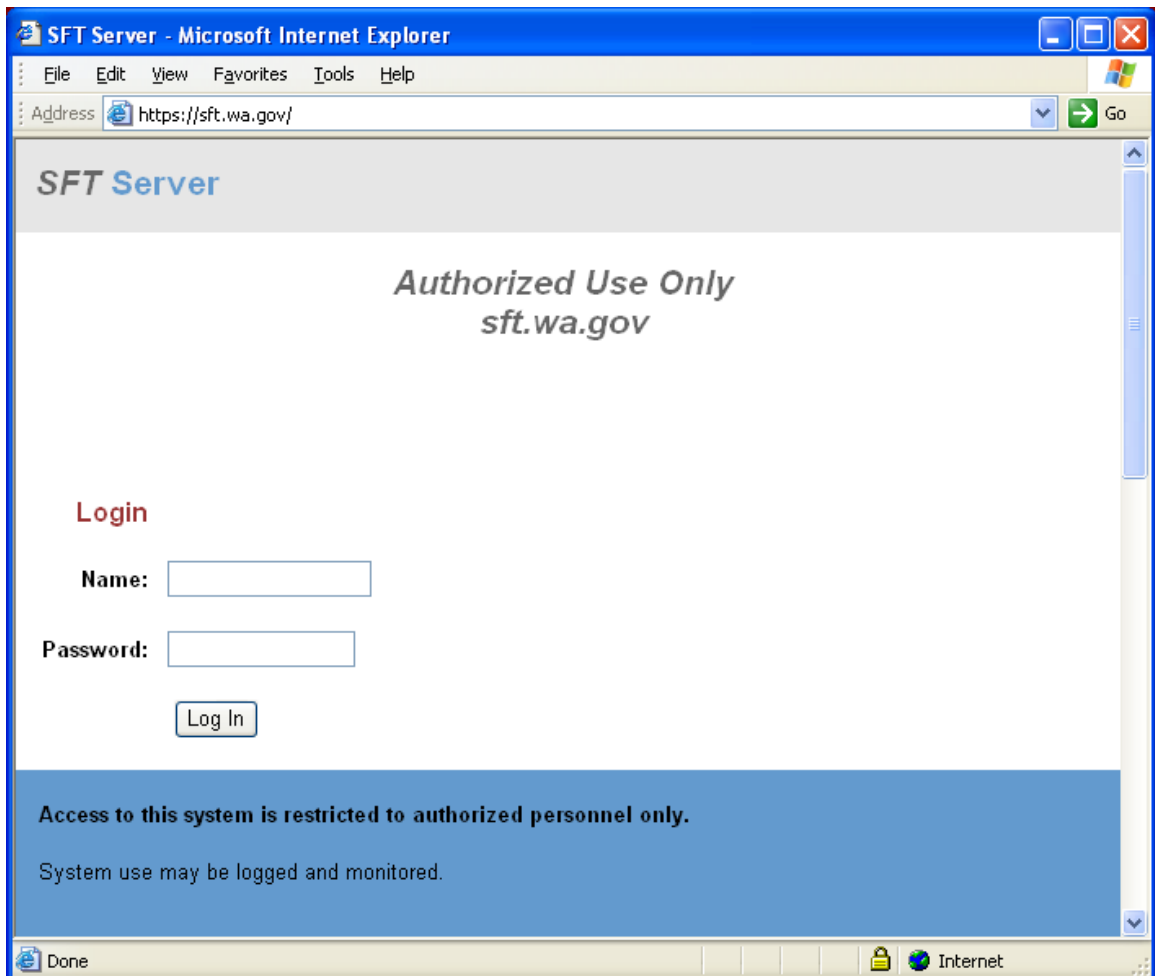 SFT Server - Microsoft Internet Explorer
File Edit View Favorites Tools Help
Address https://sft.wa.gov/ Go
SFT Server
Authorized Use Only
sft.wa.gov
Login
Name:
Password:
Log In
Access to this system is restricted to authorized personnel only.
System use may be logged and monitored.
Done Internet